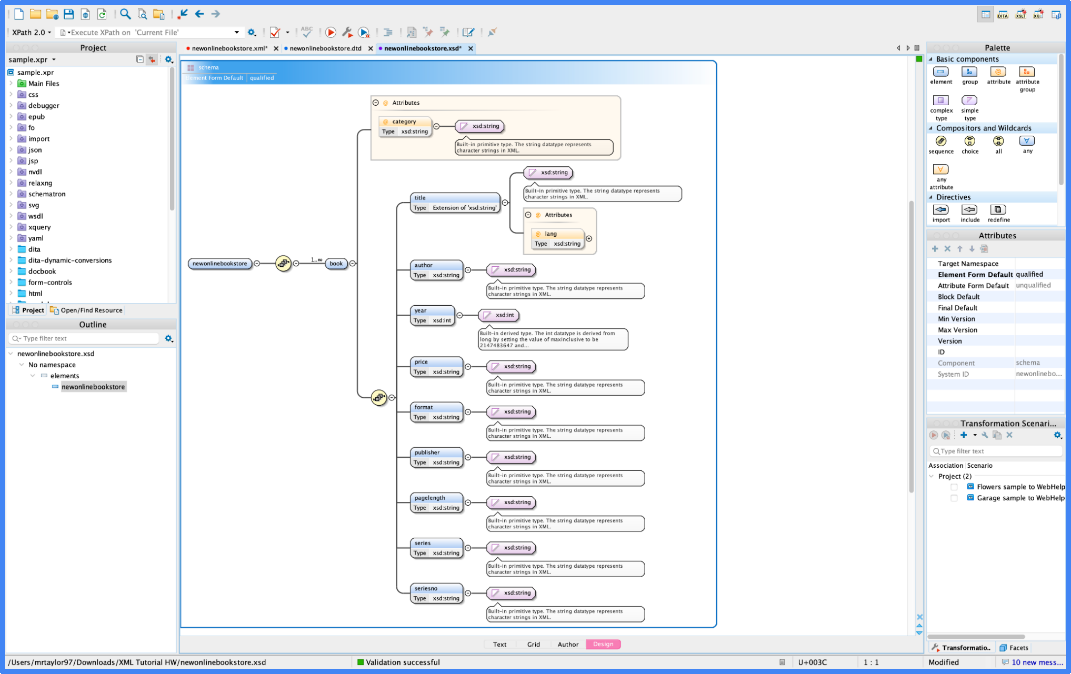 XPath 2.0
Execute XPath on 'Current File'
Project
sample.xpr
sample.xpr
Main Files
css
debugger
epub
fo
import
json
jsp
nvdl
relaxng
schematron
svg
wsdl
xquery
yaml
dita
dita-dynamic-conversions
docbook
form-controls
html
Project Open/Find Resource
Outline
Type filter text
newonlinebookstore.xsd
No namespace
elements
newonlinebookstore
newonlinebookstore.xml* newonlinebookstore.dtd newonlinebookstore.xsd*
schema
Element Form Default qualified
Attributes
category
Type xsd:string
xsd:string
Built-in primitive type. The string datatype represents
character strings in XML.
newonlinebookstore
1..∞
book
title
Type Extension of 'xsd:string'
xsd:string
Built-in primitive type. The string datatype represents
character strings in XML.
Attributes
lang
Type xsd:string
author
Type xsd:string
xsd:string
Built-in primitive type. The string datatype represents
character strings in XML.
year
Type xsd:int
xsd:int
Built-in derived type. The int datatype is derived from
long by setting the value of maxInclusive to be
2147483647 and...
price
Type xsd:string
xsd:string
Built-in primitive type. The string datatype represents
character strings in XML.
format
Type xsd:string
xsd:string
Built-in primitive type. The string datatype represents
character strings in XML.
publisher
Type xsd:string
xsd:string
Built-in primitive type. The string datatype represents
character strings in XML.
pagelength
Type xsd:string
xsd:string
Built-in primitive type. The string datatype represents
character strings in XML.
series
Type xsd:string
xsd:string
Built-in primitive type. The string datatype represents
character strings in XML.
seriesno
Type xsd:string
xsd:string
Built-in primitive type. The string datatype represents
character strings in XML.
Text Grid Author Design
Palette
Basic components
element group attribute attribute
group
complex
type
simple
type
Compositors and Wildcards
sequence choice all any
any
attribute
Directives
import include redefine
Attributes
Target Namespace
Element Form Default qualified
Attribute Form Default unqualified
Block Default
Final Default
Min Version
Max Version
Version
ID
Component schema
System ID newonlinebo...
Transformation Scenari...
Type filter text
Association Scenario
Project (2)
Flowers sample to WebHelp
Garage sample to WebHelp
Transformatio.. Facets
/Users/mrtaylor97/Downloads/XML Tutorial HW/newonlinebookstore.xsd
Validation successful
U+003C 1 : 1 Modified 10 new mess...